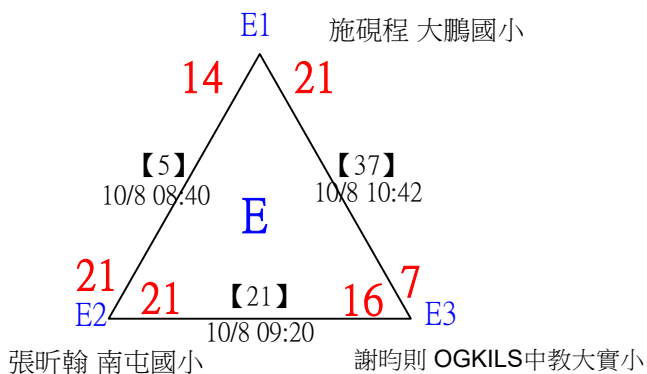 E1
施硯程 大鵬國小
14
21
【5】
10/8 08:40
【37】
10/8 10:42
E
21
21
【21】
16
7
E2
E3
10/8 09:20
張昕翰 南屯國小
謝昀則 OGKILS中教大實小